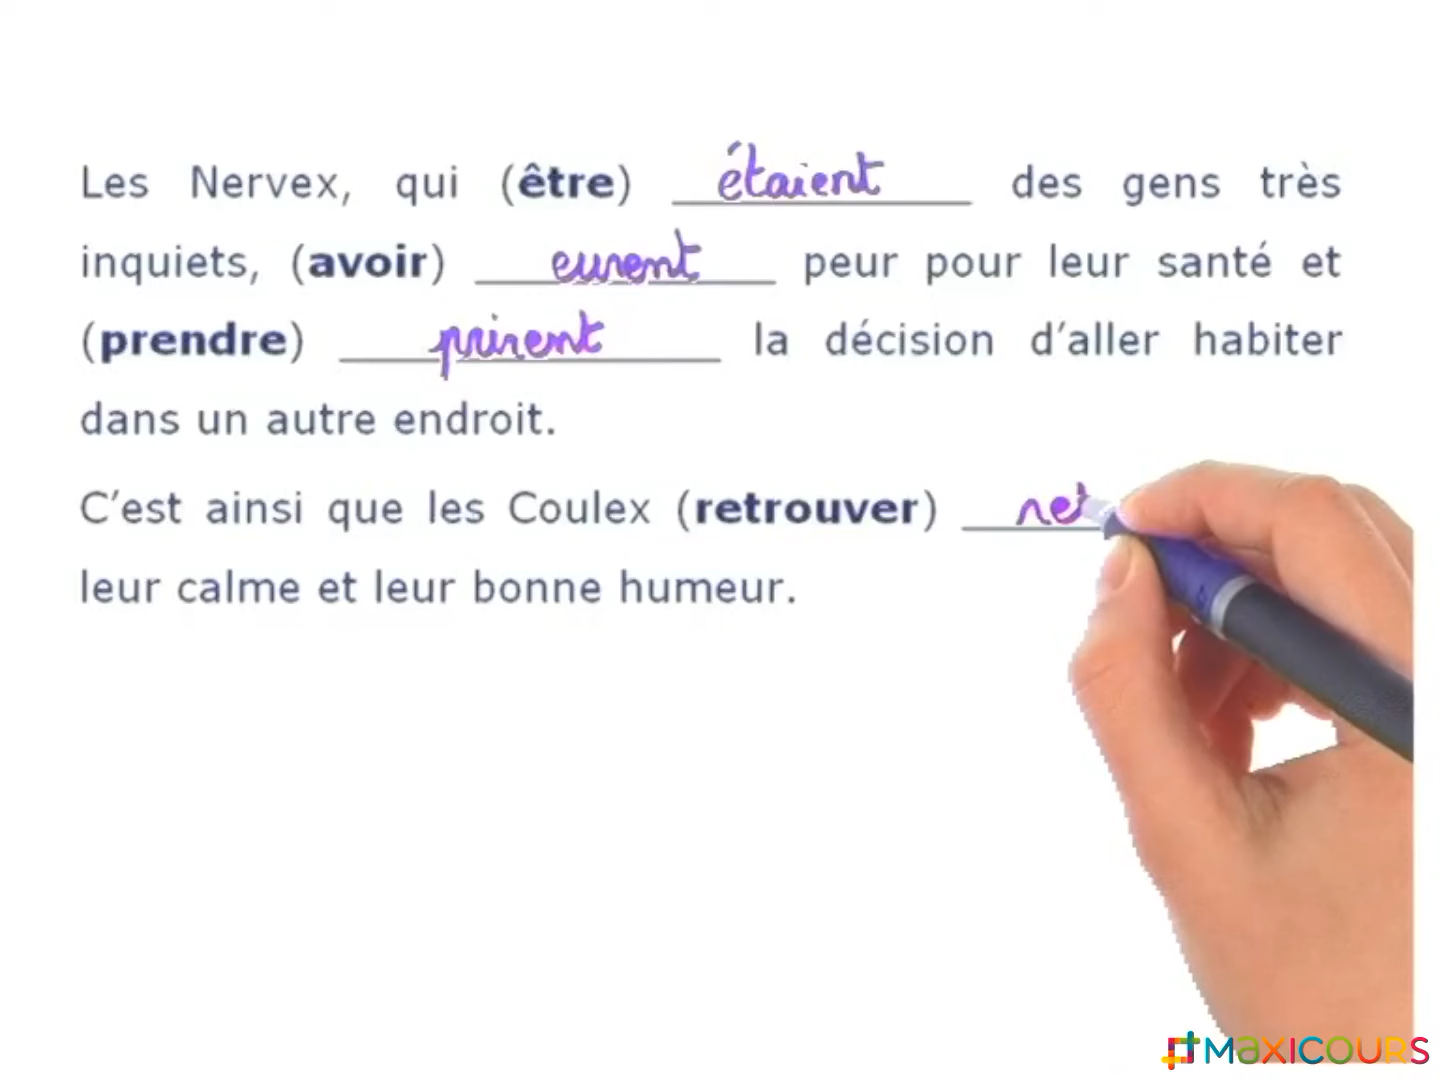 Les Nervex, qui (être) étaient des gens très
inquiets, (avoir) eurent peur pour leur santé et
(prendre) prirent la décision d’aller habiter
dans un autre endroit.
C’est ainsi que les Coulex (retrouver) ret
leur calme et leur bonne humeur.
MAXICOURS